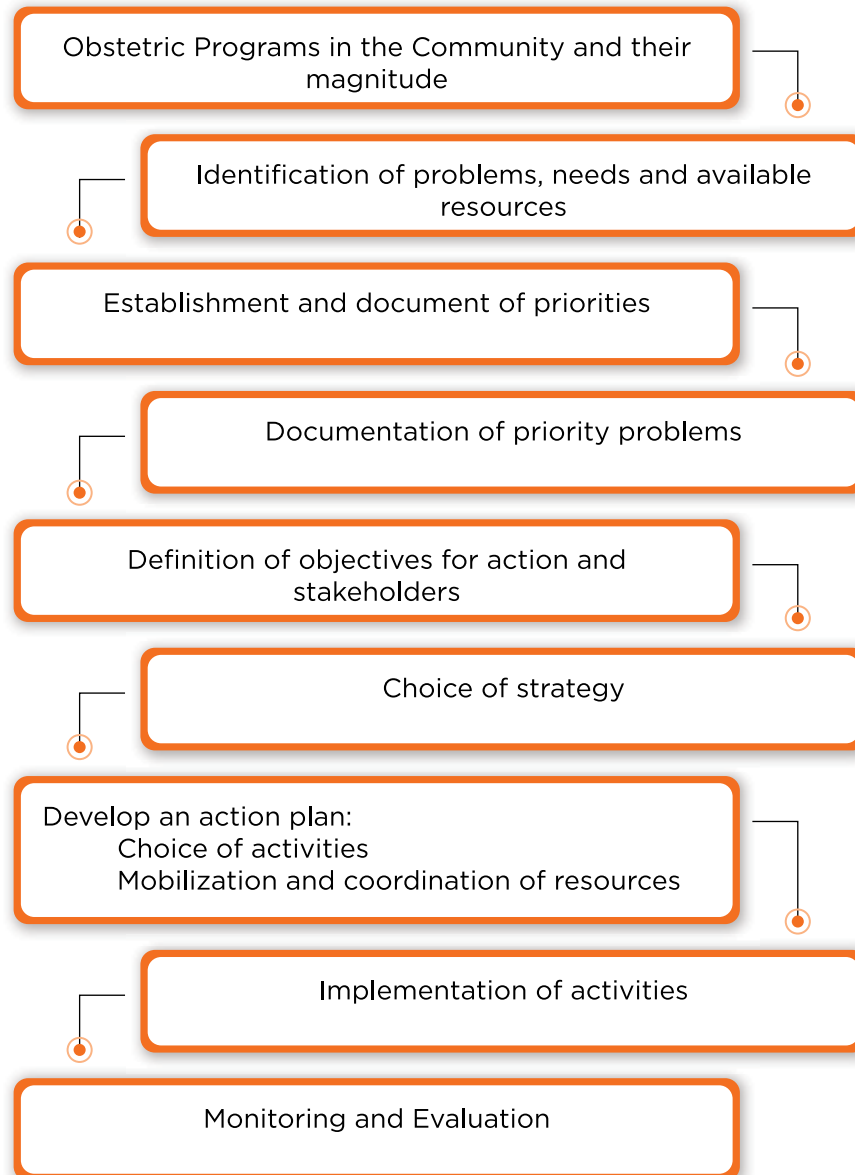 Obstetric Programs in the Community and their
magnitude
Identification of problems, needs and available
resources
Establishment and document of priorities
Documentation of priority problems
Definition of objectives for action and
stakeholders
Choice of strategy
Develop an action plan:
Choice of activities
Mobilization and coordination of resources
Implementation of activities
Monitoring and Evaluation